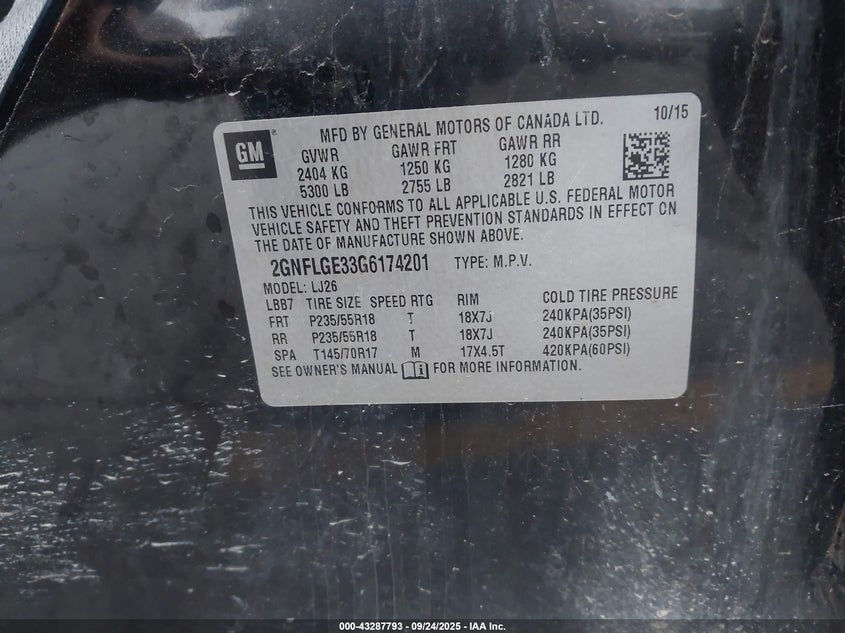 GM
MFD BY GENERAL MOTORS OF CANADA LTD. 10/15
GVWR GAWR FRT GAWR RR
2404 KG 1250 KG 1280 KG
5300 LB 2755 LB 2821 LB
THIS VEHICLE CONFORMS TO ALL APPLICABLE U.S. FEDERAL MOTOR
VEHICLE SAFETY AND THEFT PREVENTION STANDARDS IN EFFECT ON
THE DATE OF MANUFACTURE SHOWN ABOVE.
2GNFLGE33G6174201 TYPE: M.P.V.
MODEL: LJ26
LBB7 TIRE SIZE SPEED RTG RIM COLD TIRE PRESSURE
FRT P235/55R18 T 18X7J 240KPA(35PSI)
RR P235/55R18 T 18X7J 240KPA(35PSI)
SPA T145/70R17 M 17X4.5T 420KPA(60PSI)
SEE OWNER'S MANUAL FOR MORE INFORMATION.
000-43287793 - 09/24/2025 - IAA Inc.